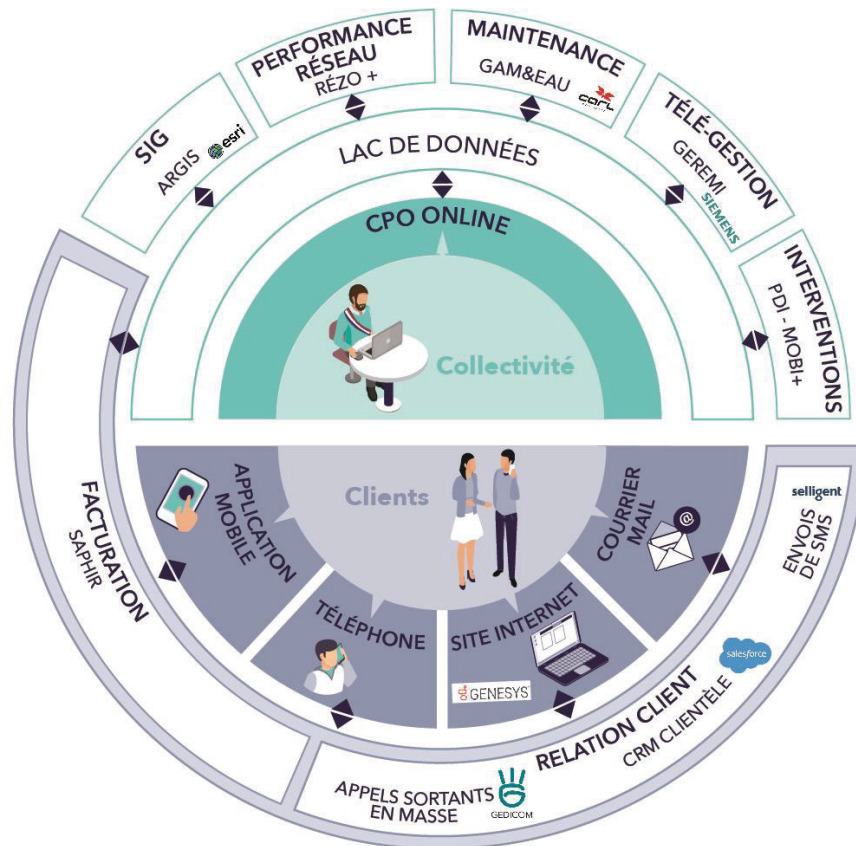 PERFORMANCE
RÉSEAU
RÉZO +
MAINTENANCE
GAM&EAU
carl
SIG
ARGIS
esri
TÉLÉ-GESTION
GEREMI
SIEMENS
LAC DE DONNÉES
CPO ONLINE
INTERVENTIONS
PDI - MOBI+
Collectivité
Clients
APPLICATION
MOBILE
TÉLÉPHONE
SITE INTERNET
GENESYS
COURRIER
MAIL
@
FACTURATION
SAPHIR
selligent
ENVOIS
DE SMS
salesforce
RELATION CLIENT
CRM CLIENTÈLE
APPELS SORTANTS
EN MASSE
GEDICOM